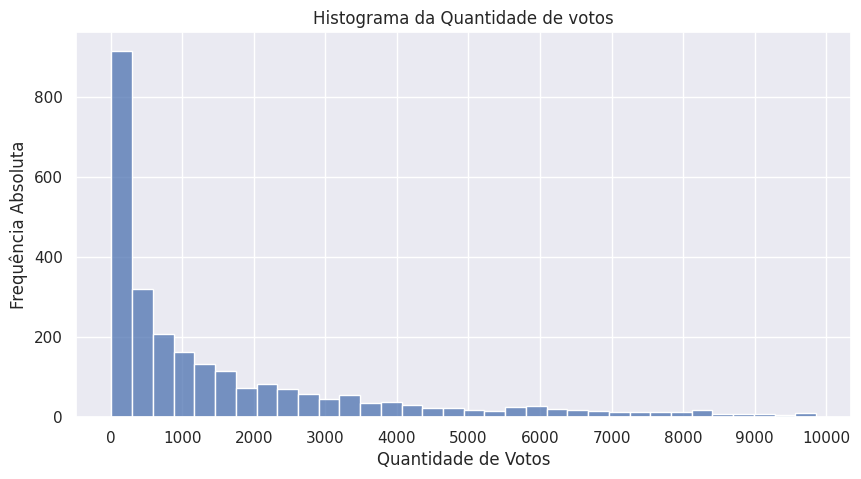 Histograma da Quantidade de votos
Frequência Absoluta
800
600
400
200
0
0 1000 2000 3000 4000 5000 6000 7000 8000 9000 10000
Quantidade de Votos